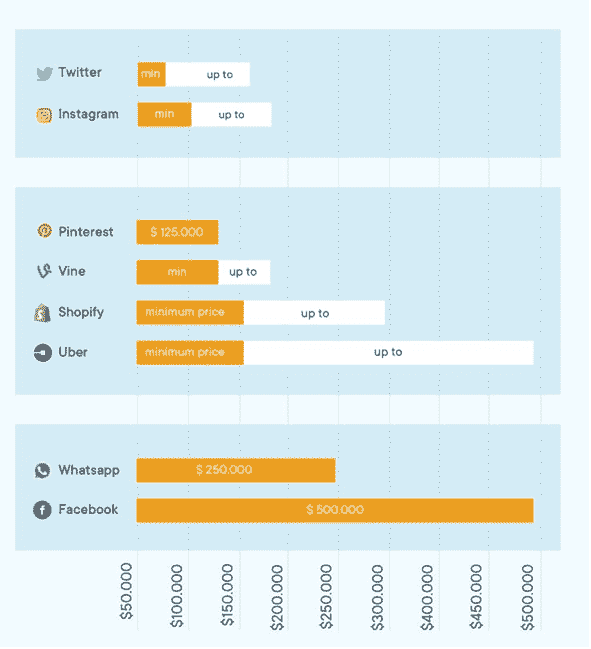 Twitter min up to
Instagram min up to
Pinterest $ 125.000
Vine min up to
Shopify minimum price up to
Uber minimum price up to
Whatsapp $ 250.000
Facebook $ 500.000
$50.000 $100.000 $150.000 $200.000 $250.000 $300.000 $350.000 $400.000 $450.000 $500.000